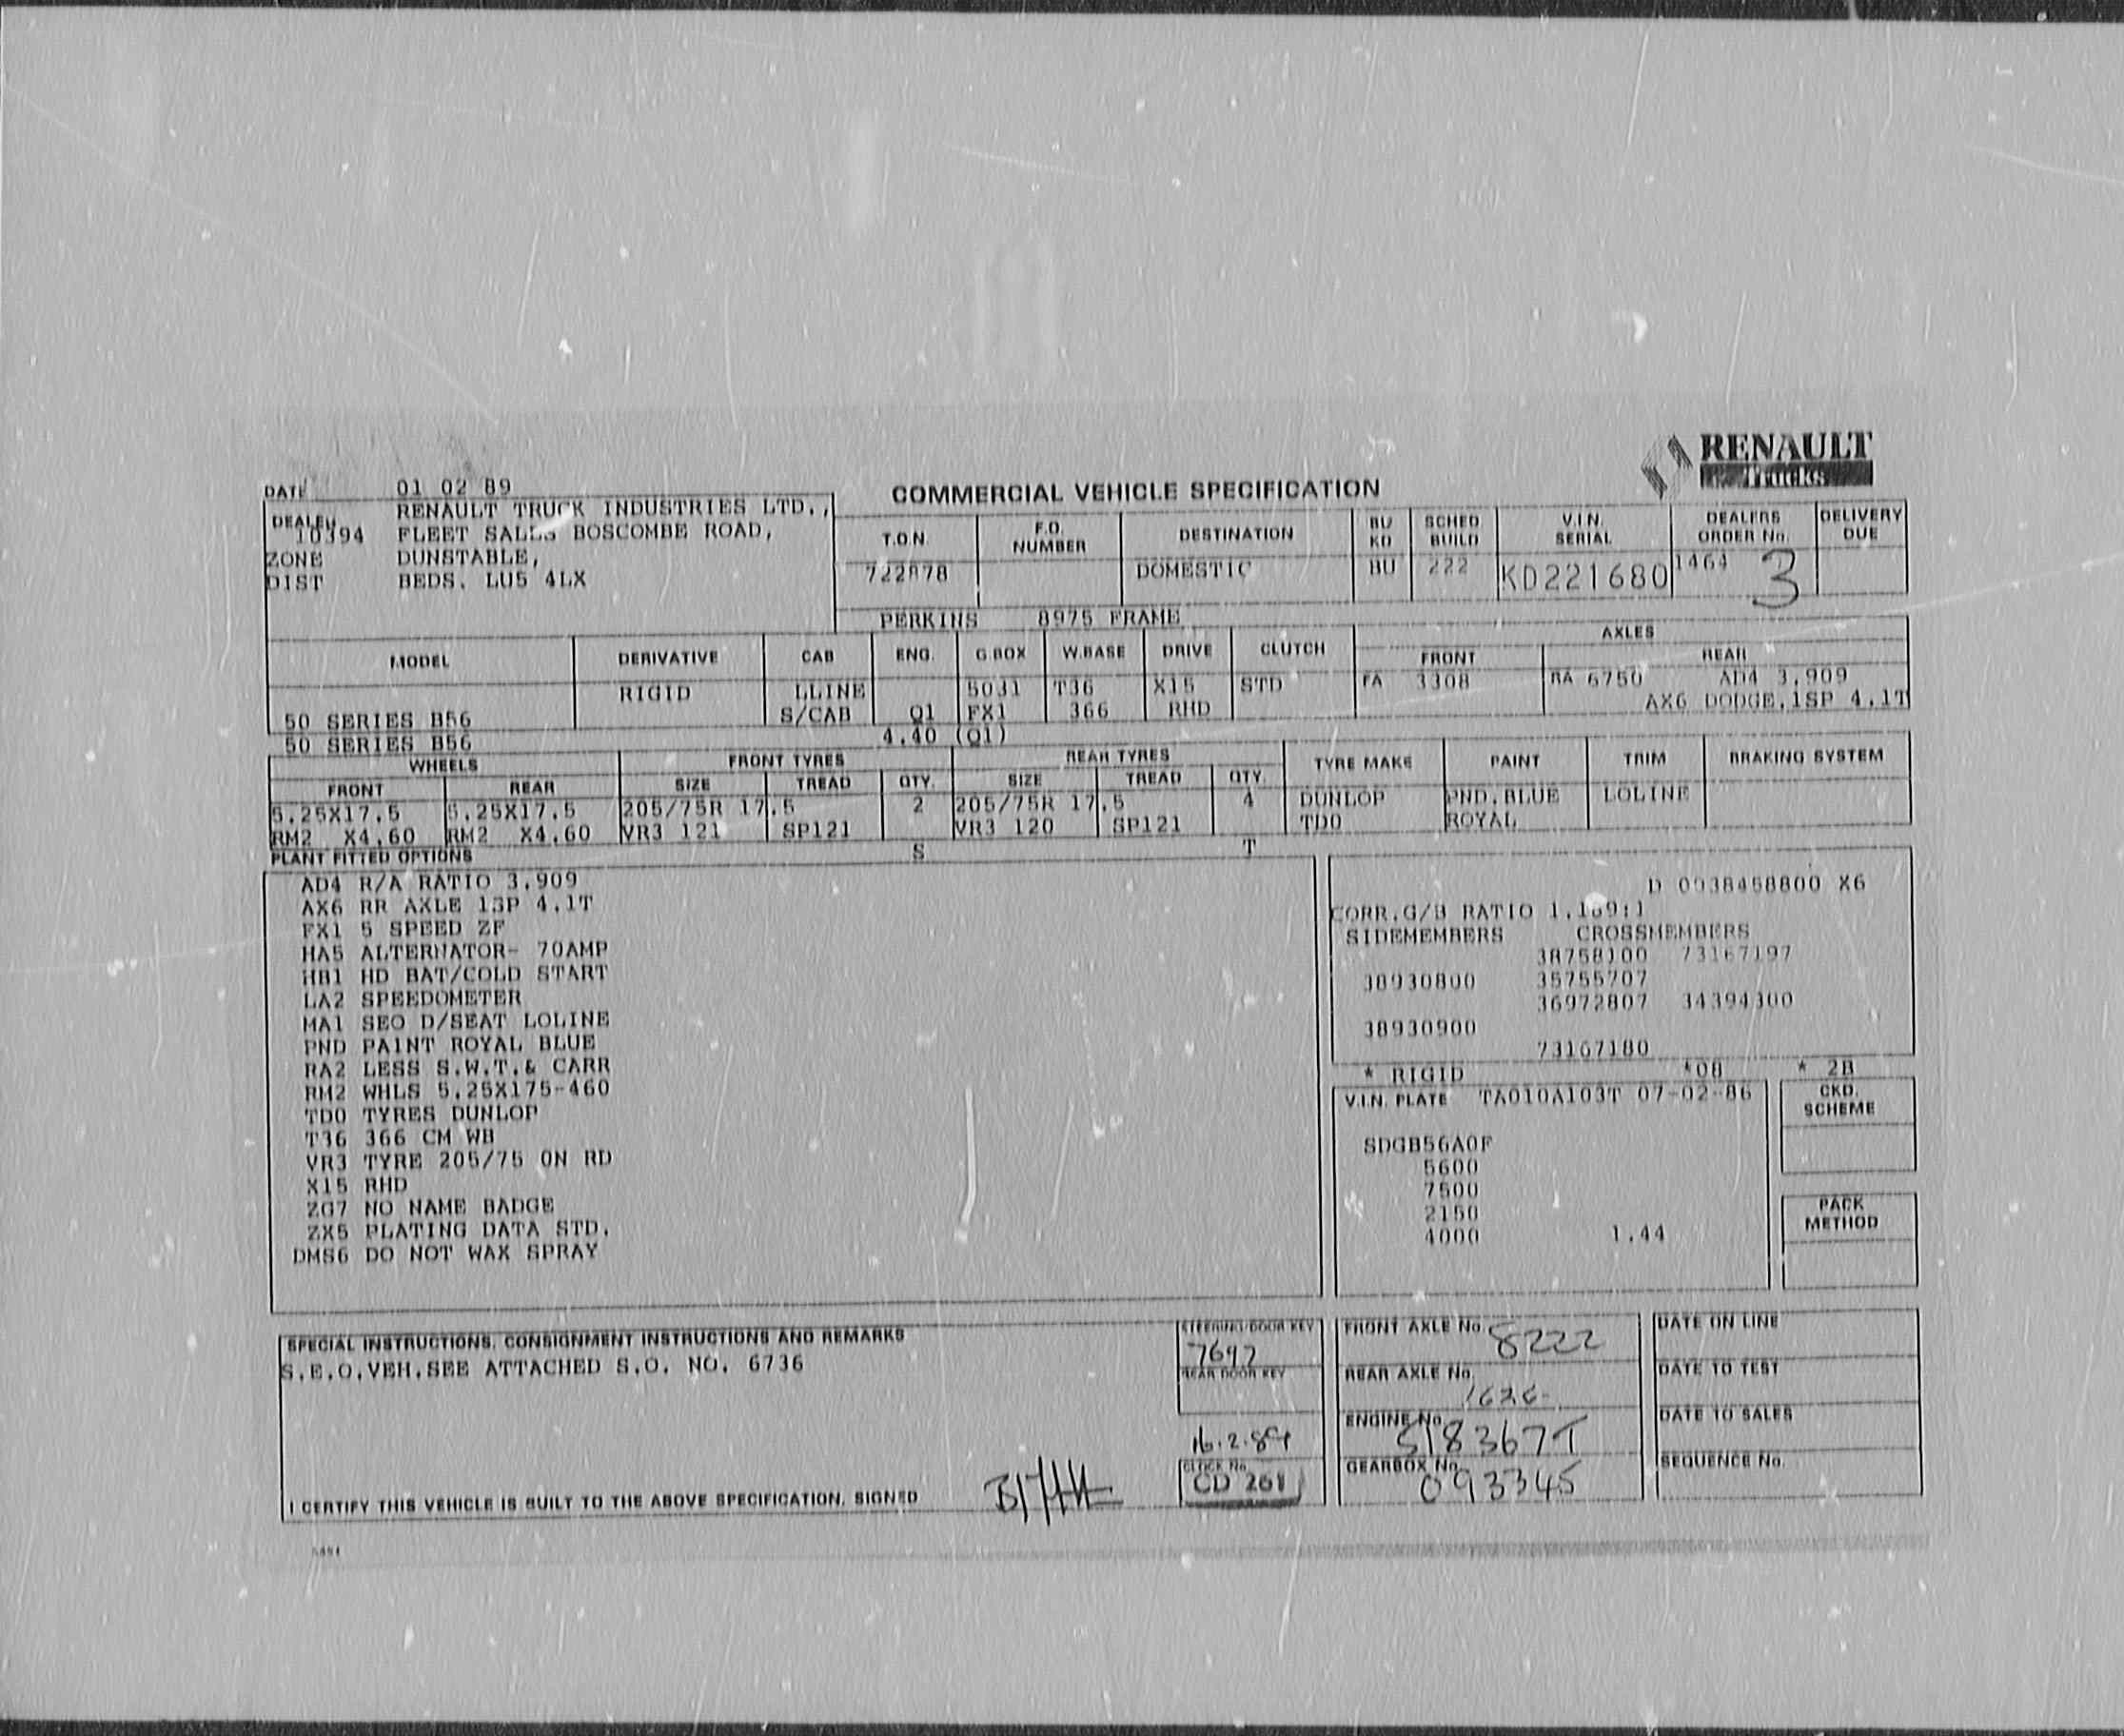 RENAULT
Trucks
DATE 01 02 89
COMMERCIAL VEHICLE SPECIFICATION
DEALER 10394 RENAULT TRUCK INDUSTRIES LTD.,
FLEET SALES BOSCOMBE ROAD,
ZONE DUNSTABLE,
DIST BEDS. LU5 4LX
T.O.N. F.O. NUMBER DESTINATION BU KD SCHED BUILD V.I.N. SERIAL DEALERS ORDER No. DELIVERY DUE
722878 DOMESTIC BU 222 KD221680 1464 3
PERKINS 8975 FRAME
MODEL DERIVATIVE CAB ENG. G.BOX W.BASE DRIVE CLUTCH AXLES
FRONT REAR
RIGID LLINE 5031 T36 X15 STD FA 3308 RA 6750 AD4 3.909
50 SERIES B56 S/CAB Q1 FX1 366 RHD AX6 DODGE.1SP 4.1T
50 SERIES B56 4.40 (Q1)
WHEELS FRONT TYRES REAR TYRES TYRE MAKE PAINT TRIM BRAKING SYSTEM
FRONT REAR SIZE TREAD QTY. SIZE TREAD QTY.
5.25X17.5 5.25X17.5 205/75R 17.5 2 205/75R 17.5 4 DUNLOP PND.BLUE LOLINE
RM2 X4.60 RM2 X4.60 VR3 121 SP121 VR3 120 SP121 TD0 ROYAL
PLANT FITTED OPTIONS S T
AD4 R/A RATIO 3.909
AX6 RR AXLE 13P 4.1T
FX1 5 SPEED ZF
HA5 ALTERNATOR- 70AMP
HB1 HD BAT/COLD START
LA2 SPEEDOMETER
MA1 SEO D/SEAT LOLINE
PND PAINT ROYAL BLUE
RA2 LESS S.W.T.& CARR
RM2 WHLS 5.25X175-460
TD0 TYRES DUNLOP
T36 366 CM WB
VR3 TYRE 205/75 ON RD
X15 RHD
ZG7 NO NAME BADGE
ZX5 PLATING DATA STD.
DMS6 DO NOT WAX SPRAY
D 0938458800 X6
CORR.G/B RATIO 1.169:1
SIDEMEMBERS CROSSMEMBERS
38758100 73167197
38930800 35755707
36972807 34394300
38930900
73167180
* RIGID *08 * 2B
V.I.N. PLATE TA010A103T 07-02-86
CKD. SCHEME
SDGB56A0F
5600
7500
2150
4000 1.44
PACK METHOD
SPECIAL INSTRUCTIONS, CONSIGNMENT INSTRUCTIONS AND REMARKS
S.E.O.VEH.SEE ATTACHED S.O. NO. 6736
STEERING/DOOR KEY
7697
REAR DOOR KEY
16.2.89
CLOCK No.
CD 261
I CERTIFY THIS VEHICLE IS BUILT TO THE ABOVE SPECIFICATION. SIGNED
FRONT AXLE No. 8222
REAR AXLE No. 1626
ENGINE No. S18367T
GEARBOX No. 093345
DATE ON LINE
DATE TO TEST
DATE TO SALES
SEQUENCE No.